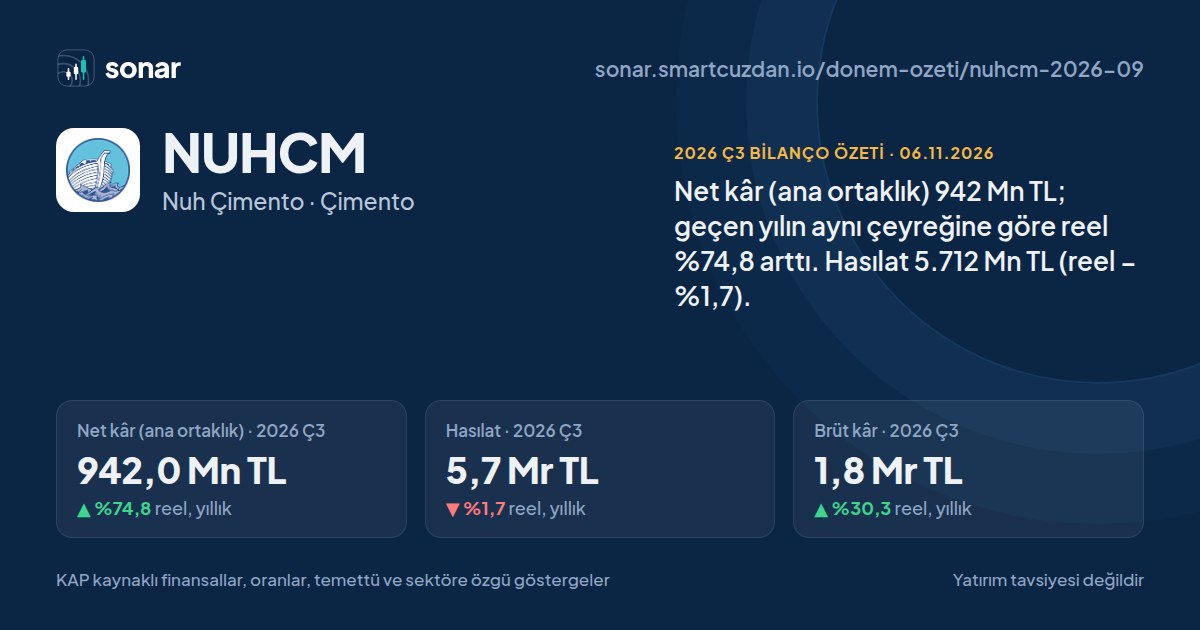 sonar
sonar.smartcuzdan.io/donem-ozeti/nuhcm-2026-09
NUHCM
Nuh Çimento · Çimento
2026 Ç3 BİLANÇO ÖZETİ · 06.11.2026
Net kâr (ana ortaklık) 942 Mn TL;
geçen yılın aynı çeyreğine göre reel
%74,8 arttı. Hasılat 5.712 Mn TL (reel −
%1,7).
Net kâr (ana ortaklık) · 2026 Ç3
942,0 Mn TL
▲ %74,8 reel, yıllık
Hasılat · 2026 Ç3
5,7 Mr TL
▼ %1,7 reel, yıllık
Brüt kâr · 2026 Ç3
1,8 Mr TL
▲ %30,3 reel, yıllık
KAP kaynaklı finansallar, oranlar, temettü ve sektöre özgü göstergeler
Yatırım tavsiyesi değildir